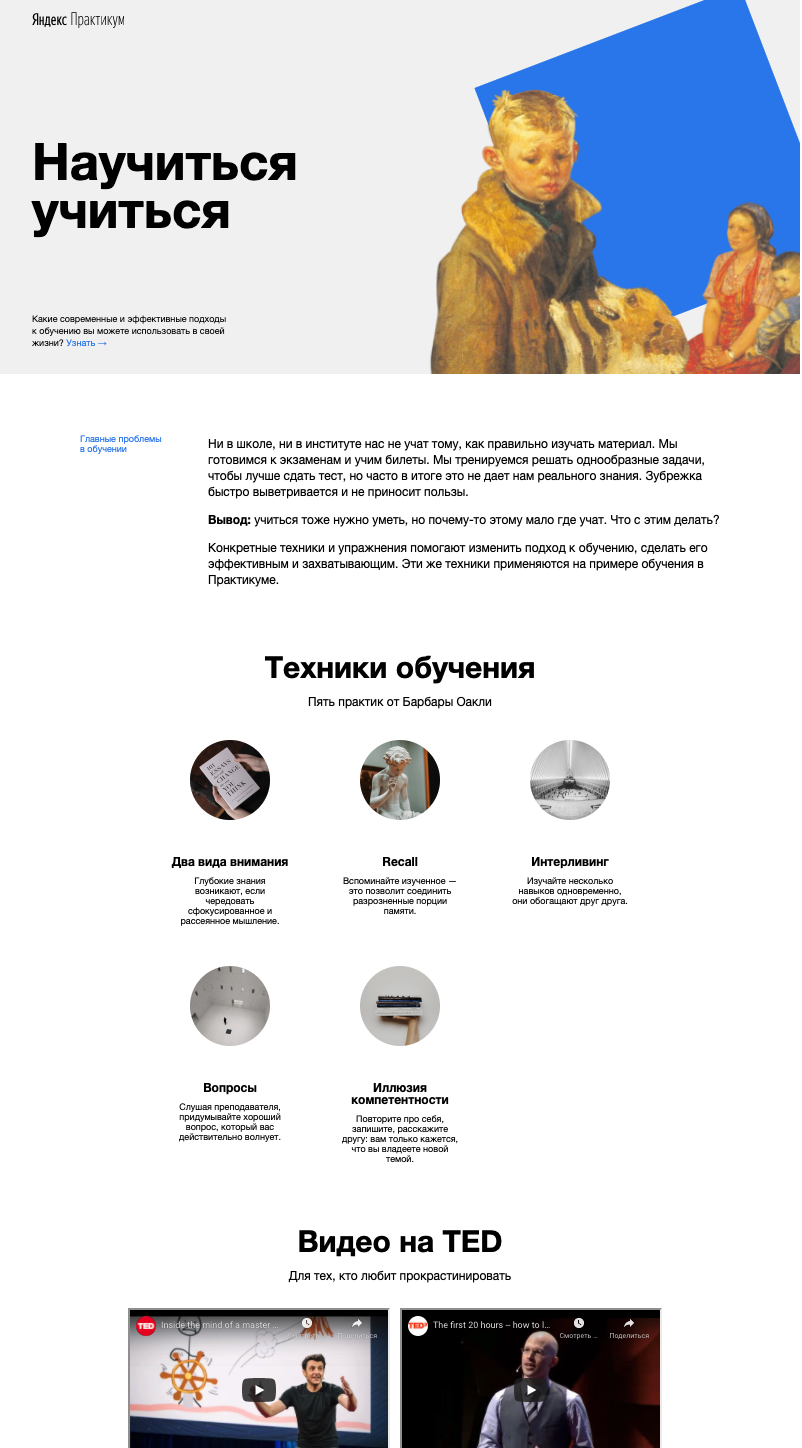 Яндекс Практикум
Научиться
учиться
Какие современные и эффективные подходы
к обучению вы можете использовать в своей
жизни? Узнать →
Главные проблемы
в обучении
Ни в школе, ни в институте нас не учат тому, как правильно изучать материал. Мы
готовимся к экзаменам и учим билеты. Мы тренируемся решать однообразные задачи,
чтобы лучше сдать тест, но часто в итоге это не дает нам реального знания. Зубрежка
быстро выветривается и не приносит пользы.
Вывод: учиться тоже нужно уметь, но почему-то этому мало где учат. Что с этим делать?
Конкретные техники и упражнения помогают изменить подход к обучению, сделать его
эффективным и захватывающим. Эти же техники применяются на примере обучения в
Практикуме.
Техники обучения
Пять практик от Барбары Оакли
101
ESSAYS
CHANGE
YOU
THINK
Два вида внимания
Глубокие знания
возникают, если
чередовать
сфокусированное и
рассеянное мышление.
Recall
Вспоминайте изученное —
это позволит соединить
разрозненные порции
памяти.
Интерливинг
Изучайте несколько
навыков одновременно,
они обогащают друг друга.
Вопросы
Слушая преподавателя,
придумывайте хороший
вопрос, который вас
действительно волнует.
Иллюзия
компетентности
Повторите про себя,
запишите, расскажите
другу: вам только кажется,
что вы владеете новой
темой.
Видео на TED
Для тех, кто любит прокрастинировать
TED
Inside the mind of a master ...
Поделиться
TEDx
The first 20 hours -- how to l...
Смотреть ...
Поделиться